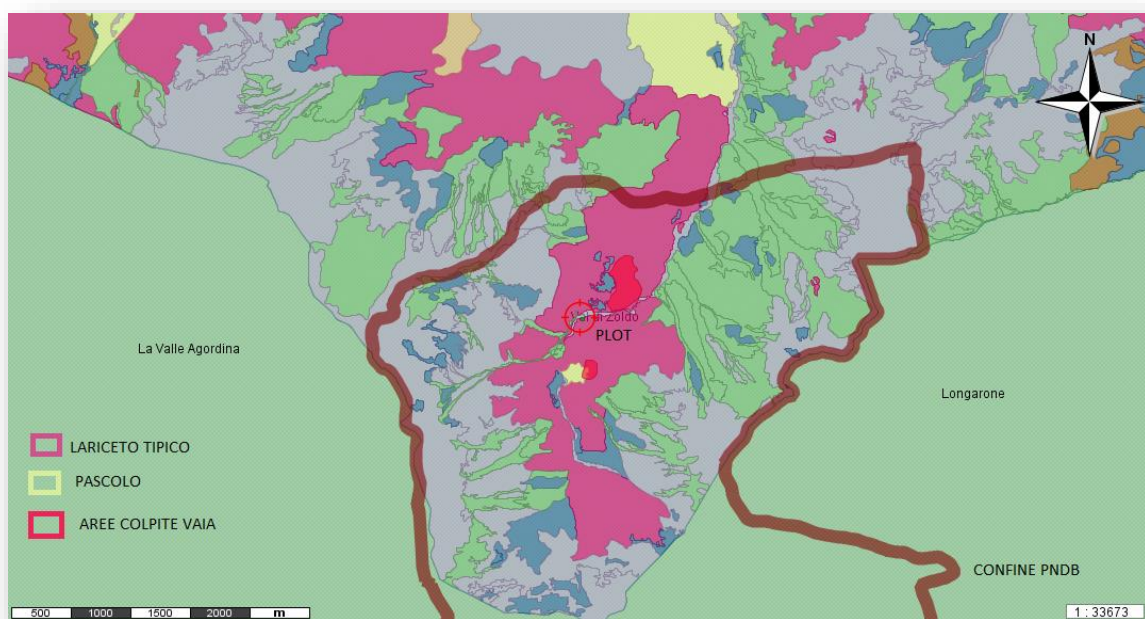 N
Val di Zoldo
PLOT
La Valle Agordina
Longarone
LARICETO TIPICO
PASCOLO
AREE COLPITE VAIA
CONFINE PNDB
500 1000 1500 2000 m
1 : 33673